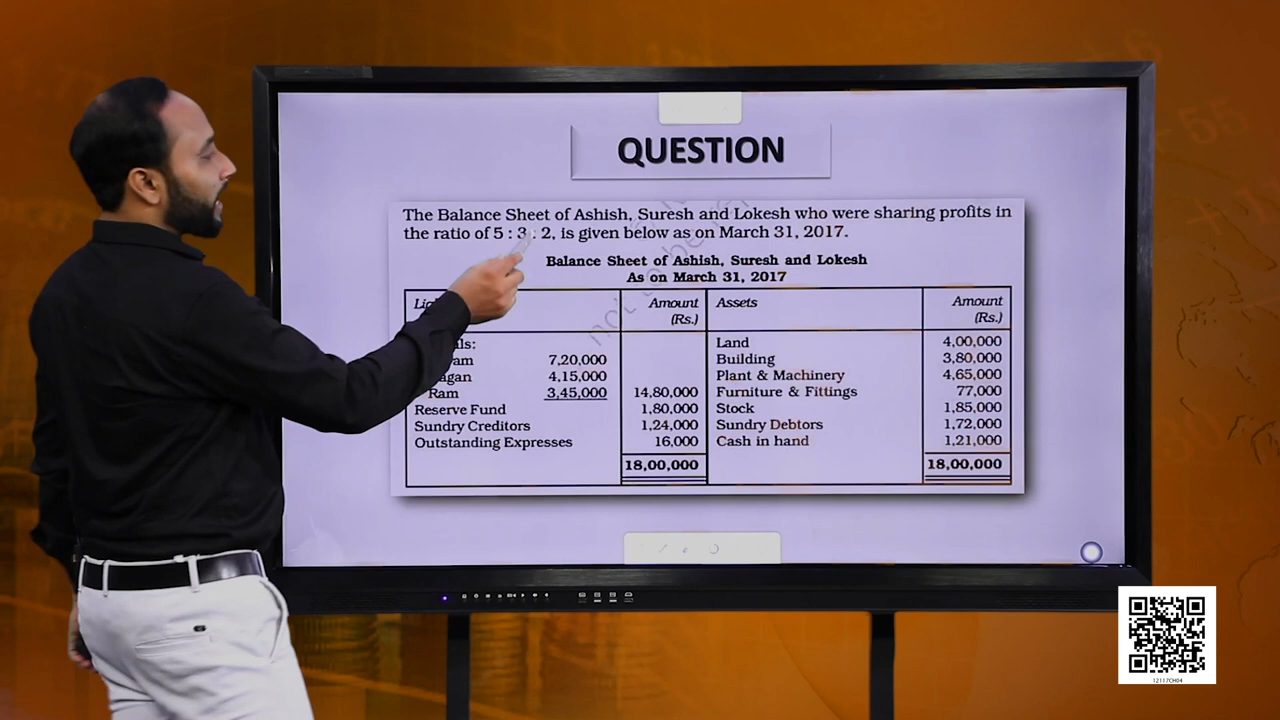 QUESTION
The Balance Sheet of Ashish, Suresh and Lokesh who were sharing profits in
the ratio of 5 : 3 : 2, is given below as on March 31, 2017.
Balance Sheet of Ashish, Suresh and Lokesh
As on March 31, 2017
Amount (Rs.) Assets Amount (Rs.)
Land 4,00,000
7,20,000 Building 3,80,000
4,15,000 Plant & Machinery 4,65,000
Ram 3,45,000 14,80,000 Furniture & Fittings 77,000
Reserve Fund 1,80,000 Stock 1,85,000
Sundry Creditors 1,24,000 Sundry Debtors 1,72,000
Outstanding Expresses 16,000 Cash in hand 1,21,000
18,00,000 18,00,000
not to be re
12117CH04